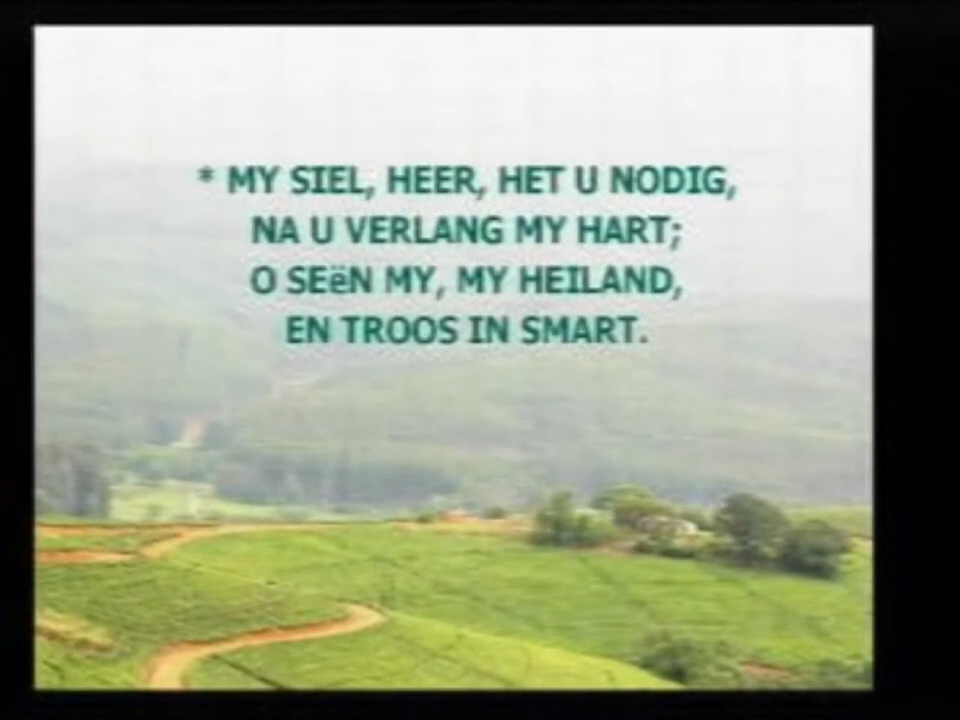 * MY SIEL, HEER, HET U NODIG,
NA U VERLANG MY HART;
O SEëN MY, MY HEILAND,
EN TROOS IN SMART.